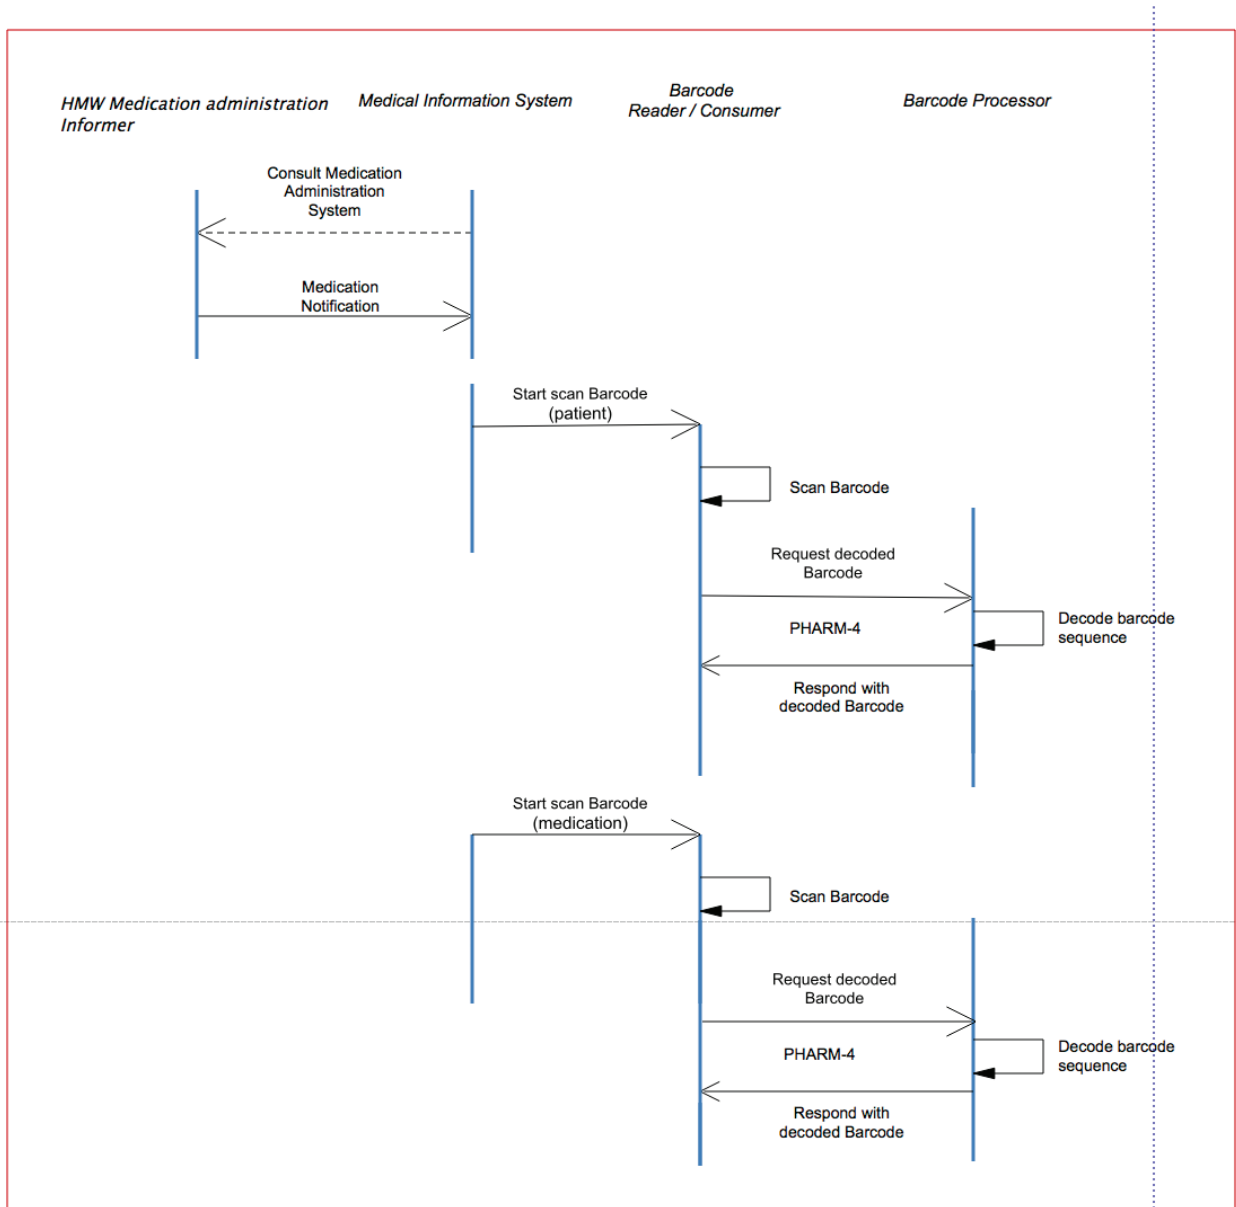 HMW Medication administration
Informer
Medical Information System
Barcode
Reader / Consumer
Barcode Processor
Consult Medication
Administration
System
Medication
Notification
Start scan Barcode
(patient)
Scan Barcode
Request decoded
Barcode
PHARM-4
Decode barcode
sequence
Respond with
decoded Barcode
Start scan Barcode
(medication)
Scan Barcode
Request decoded
Barcode
PHARM-4
Decode barcode
sequence
Respond with
decoded Barcode